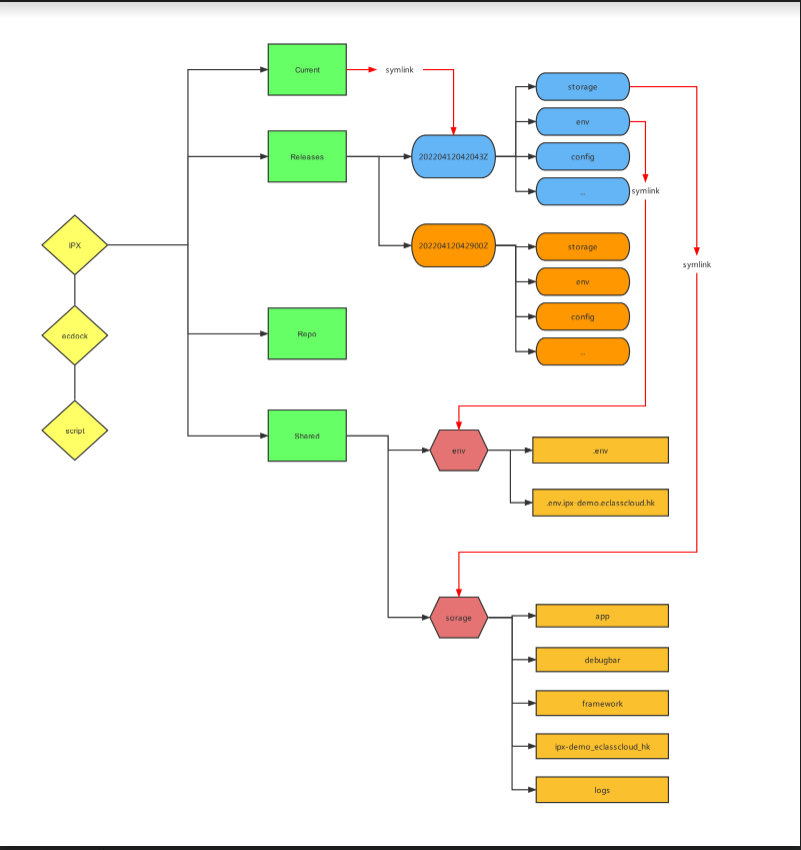 Current
symlink
storage
env
Releases
20220412042043Z
config
..
symlink
IPX
20220412042900Z
storage
symlink
env
config
..
ecdock
Repo
script
Shared
env
.env
.env.ipx-demo.eclasscloud.hk
sorage
app
debugbar
framework
ipx-demo_eclasscloud_hk
logs